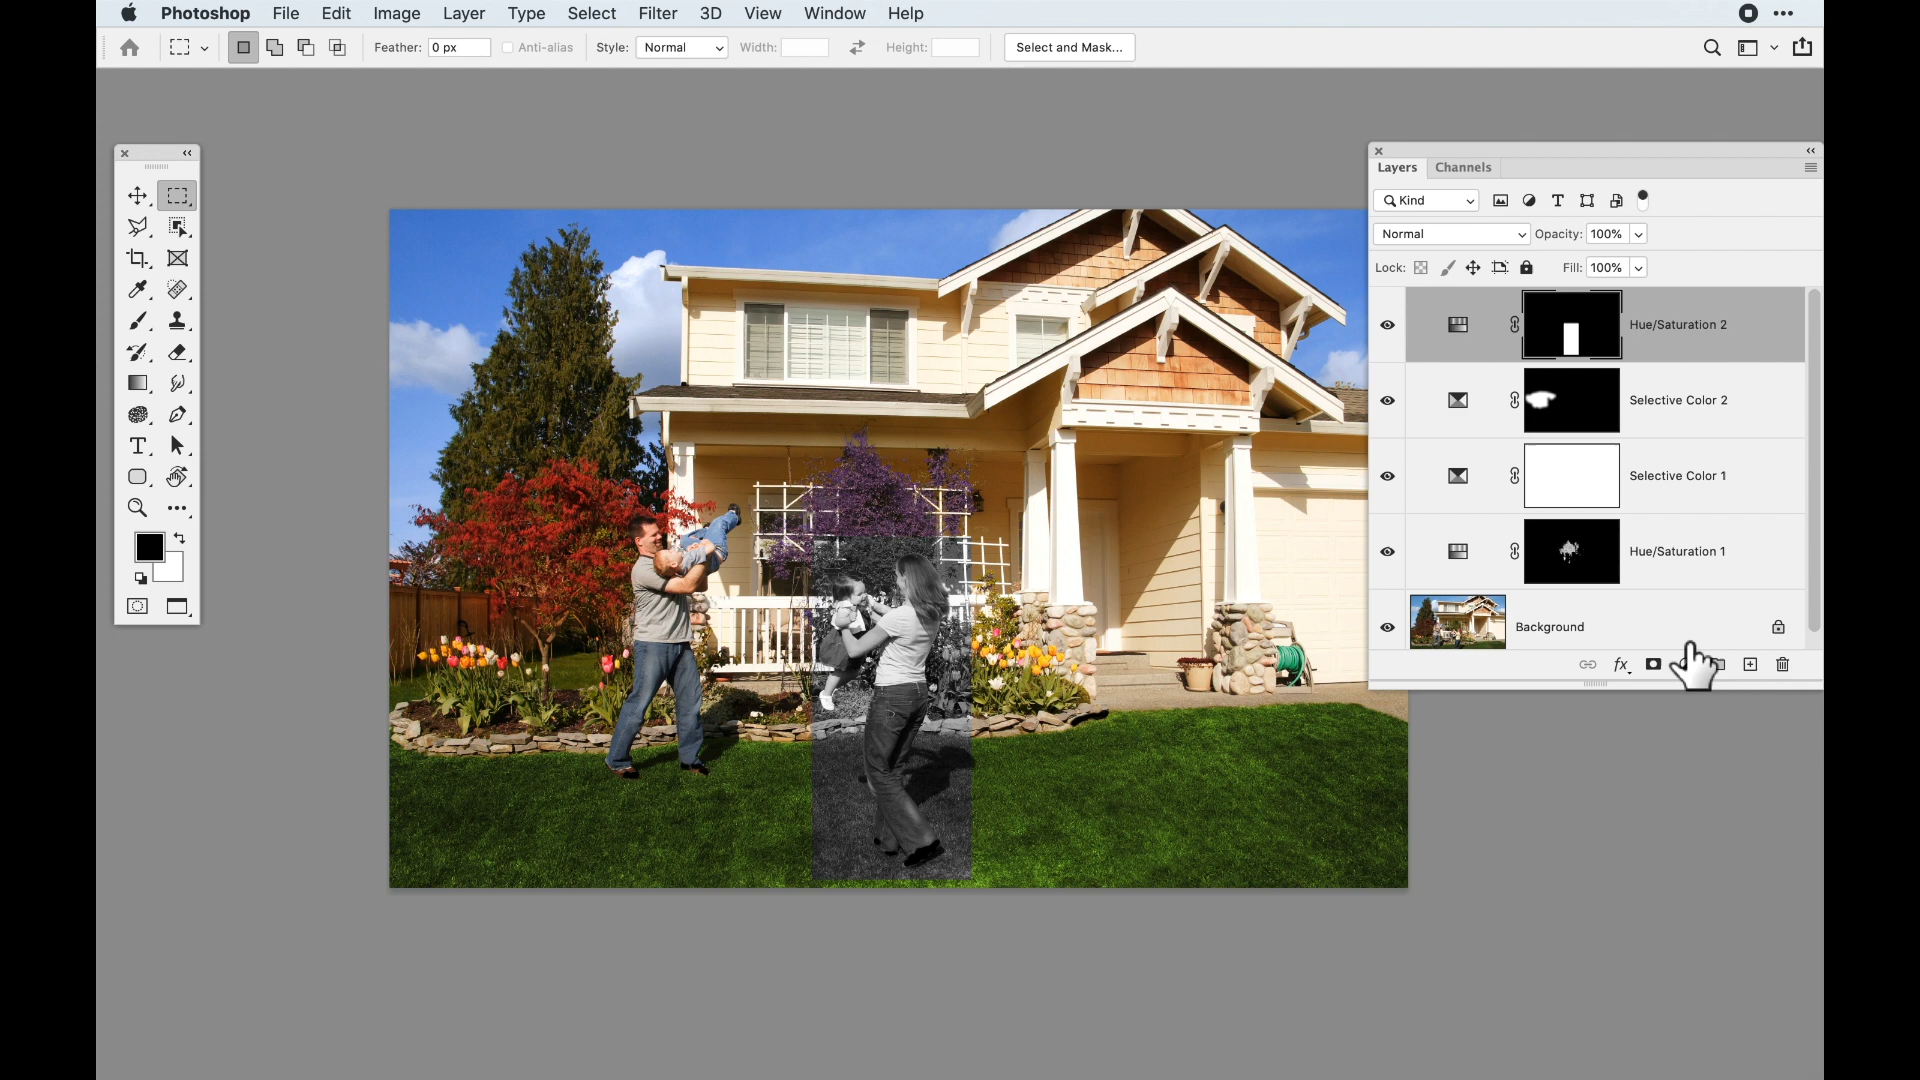 Photoshop File Edit Image Layer Type Select Filter 3D View Window Help
Feather: 0 px Anti-alias Style: Normal Width: Height: Select and Mask...
Layers Channels
Kind
Normal Opacity: 100%
Lock: Fill: 100%
Hue/Saturation 2
Selective Color 2
Selective Color 1
Hue/Saturation 1
Background
fx